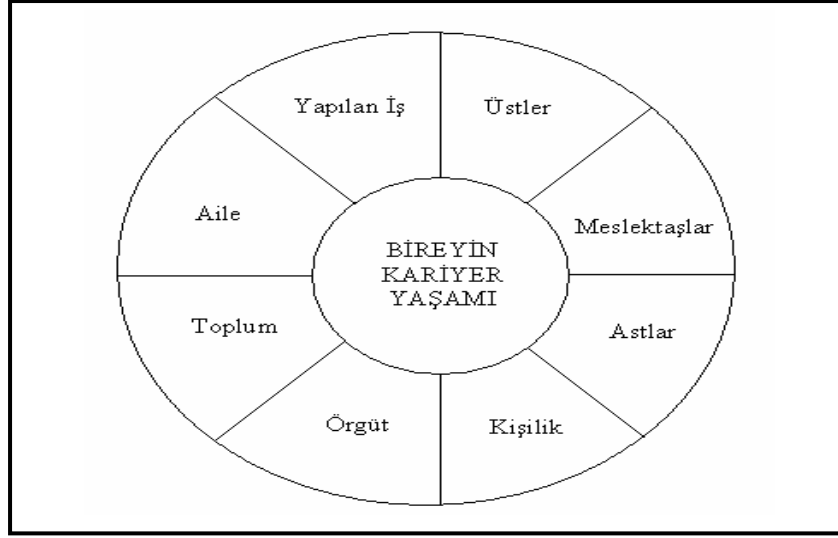 Yapılan İş
Üstler
Aile
Meslektaşlar
BİREYİN
KARİYER
YAŞAMI
Toplum
Astlar
Örgüt
Kişilik